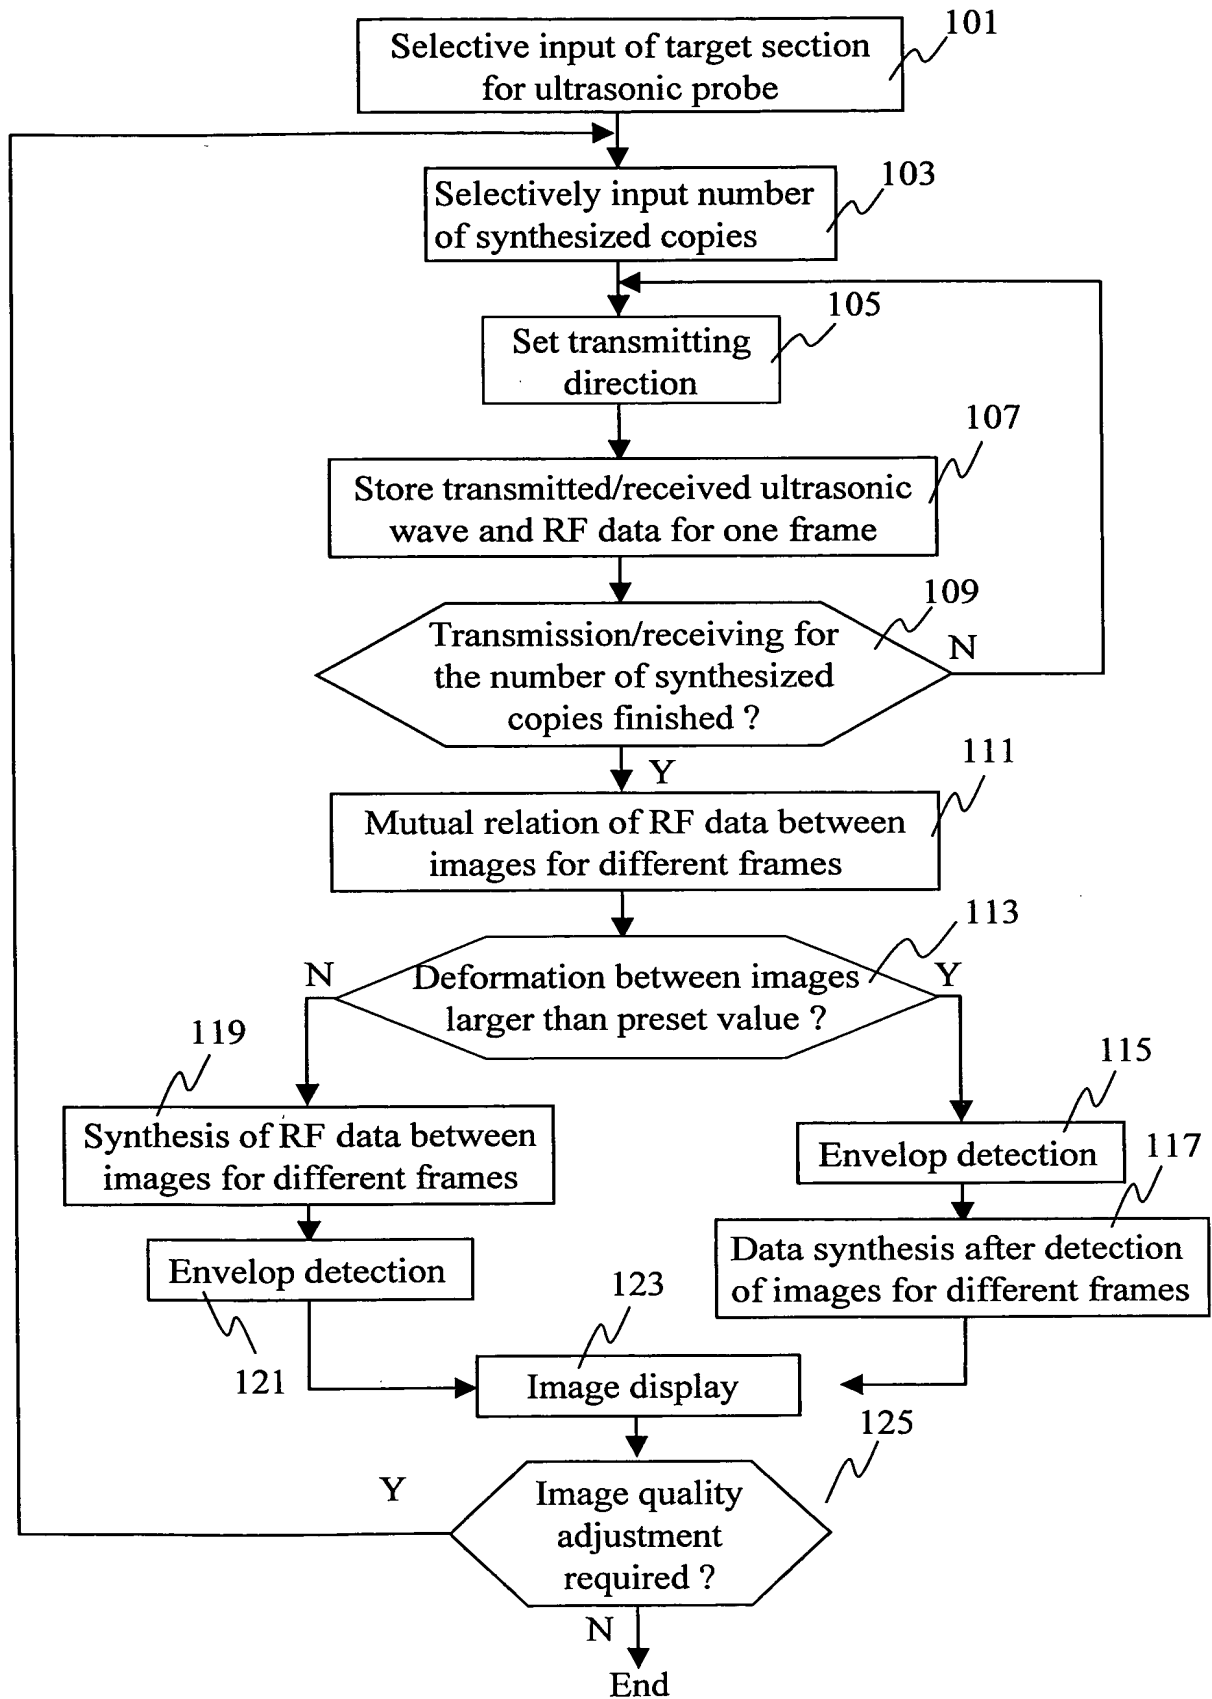 101
Selective input of target section
for ultrasonic probe
103
Selectively input number
of synthesized copies
105
Set transmitting
direction
107
Store transmitted/received ultrasonic
wave and RF data for one frame
109
Transmission/receiving for
the number of synthesized
copies finished ?
N
Y
111
Mutual relation of RF data between
images for different frames
113
N
Deformation between images
larger than preset value ?
Y
119
Synthesis of RF data between
images for different frames
115
Envelop detection
117
Data synthesis after detection
of images for different frames
Envelop detection
121
123
Image display
125
Y
Image quality
adjustment
required ?
N
End